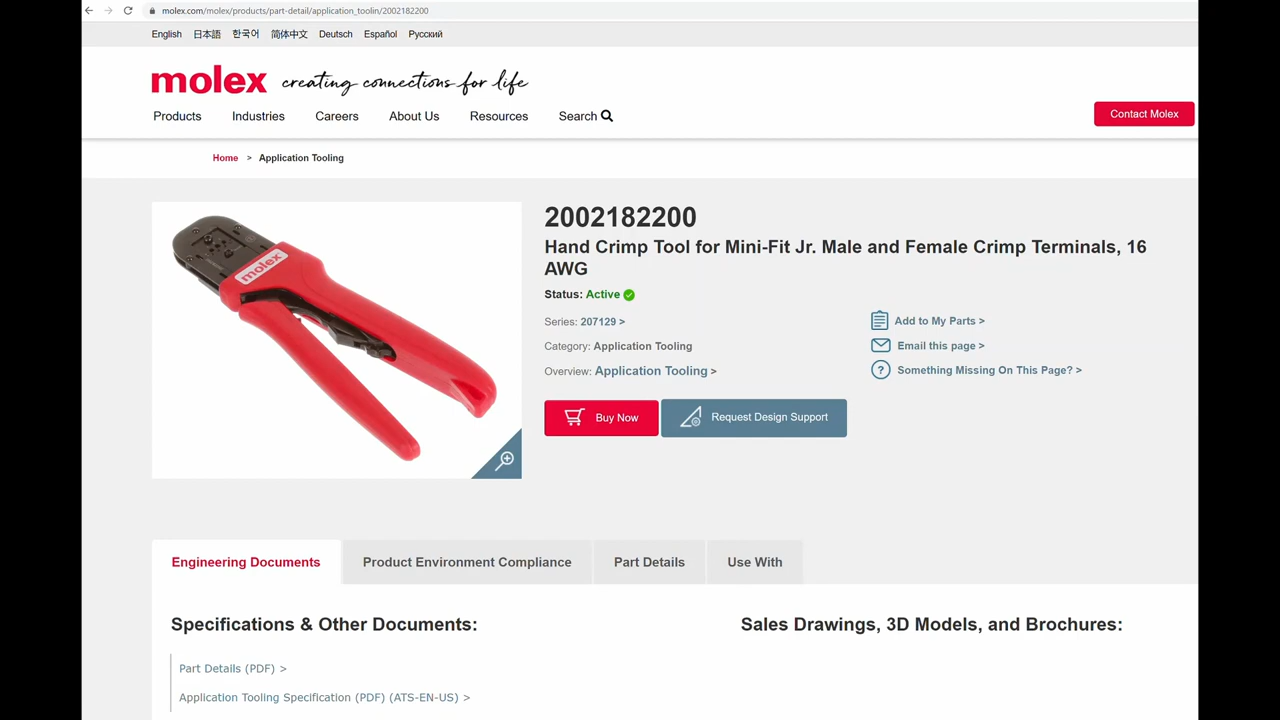 molex.com/molex/products/part-detail/application_toolin/2002182200
English 日本語 한국어 简体中文 Deutsch Español Русский
molex creating connections for life
Products Industries Careers About Us Resources Search
Contact Molex
Home > Application Tooling
molex
2002182200
Hand Crimp Tool for Mini-Fit Jr. Male and Female Crimp Terminals, 16
AWG
Status: Active
Series: 207129 >
Category: Application Tooling
Overview: Application Tooling >
Add to My Parts >
Email this page >
? Something Missing On This Page? >
Buy Now
Request Design Support
Engineering Documents Product Environment Compliance Part Details Use With
Specifications & Other Documents:
Sales Drawings, 3D Models, and Brochures:
Part Details (PDF) >
Application Tooling Specification (PDF) (ATS-EN-US) >